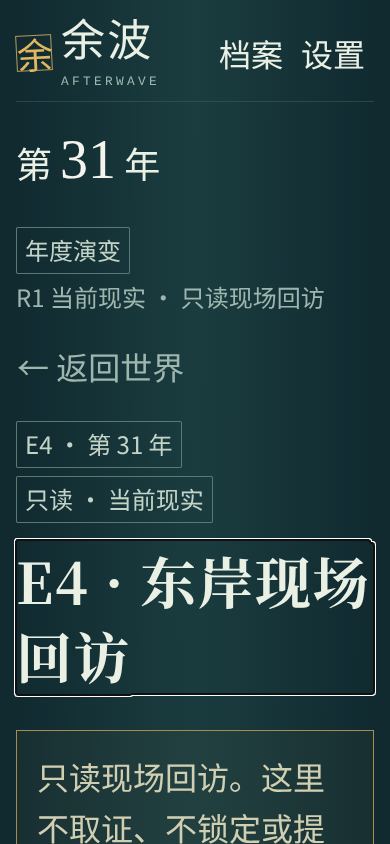 余 余波 档案 设置
AFTERWAVE
第 31 年
年度演变
R1 当前现实 · 只读现场回访
← 返回世界
E4 · 第 31 年
只读 · 当前现实
E4 · 东岸现场
回访
只读现场回访。这里
不取证、不锁定或提